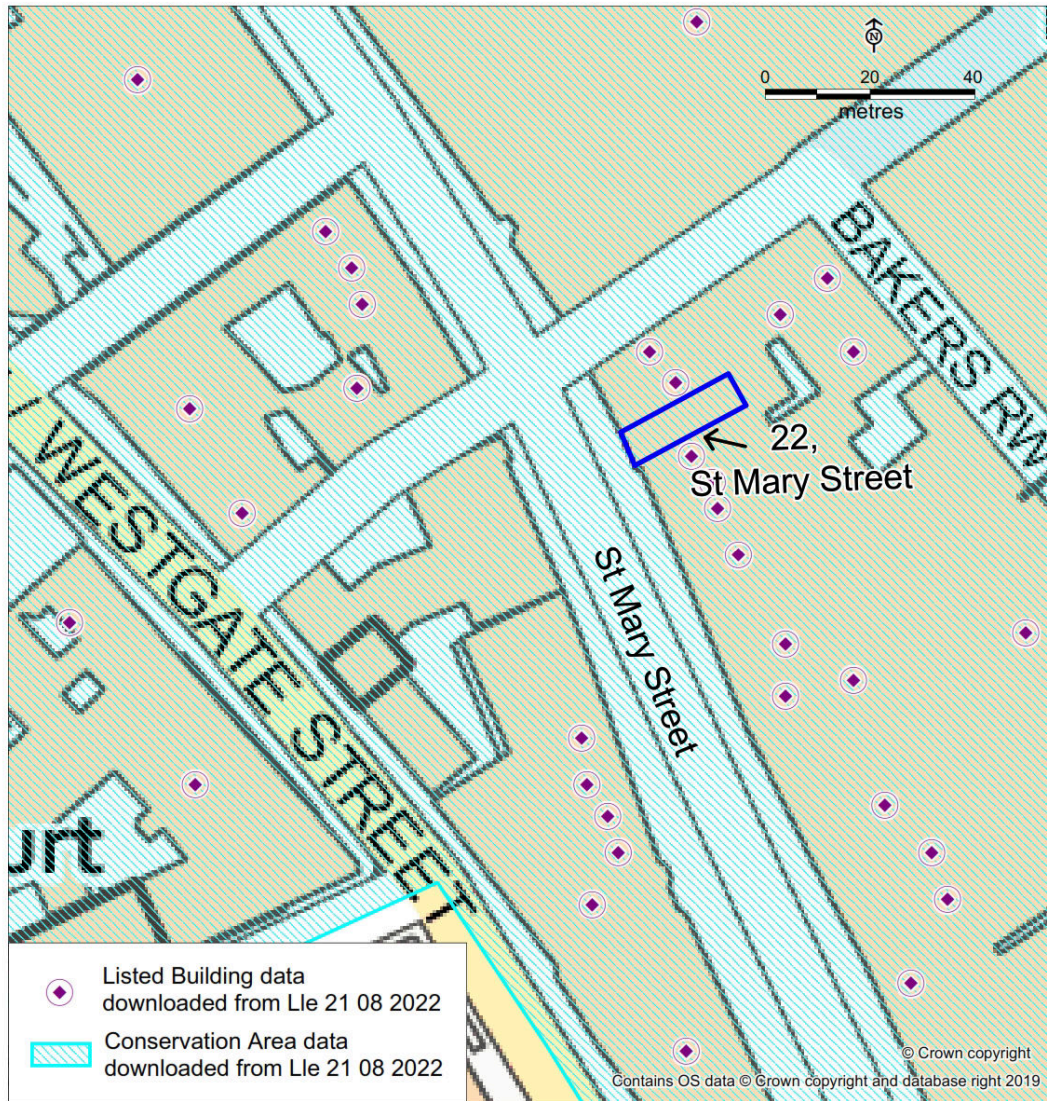 N
0 20 40
metres
BAKERS RW
22,
St Mary Street
WESTGATE STREET
St Mary Street
urt
Listed Building data
downloaded from Lle 21 08 2022
Conservation Area data
downloaded from Lle 21 08 2022
© Crown copyright
Contains OS data © Crown copyright and database right 2019